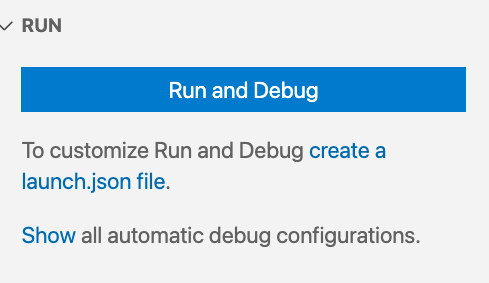 RUN
Run and Debug
To customize Run and Debug create a
launch.json file.
Show all automatic debug configurations.